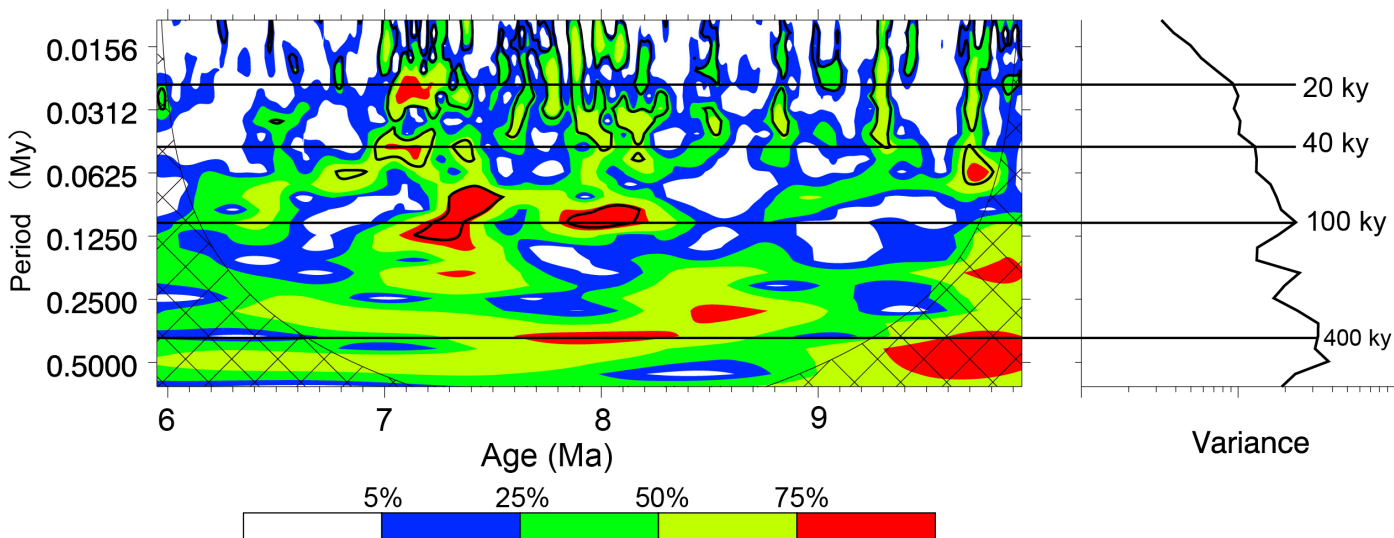 0.0156
0.0312
0.0625
0.1250
0.2500
0.5000
Period （My）
6 7 8 9
Age (Ma)
20 ky
40 ky
100 ky
400 ky
Variance
5% 25% 50% 75%